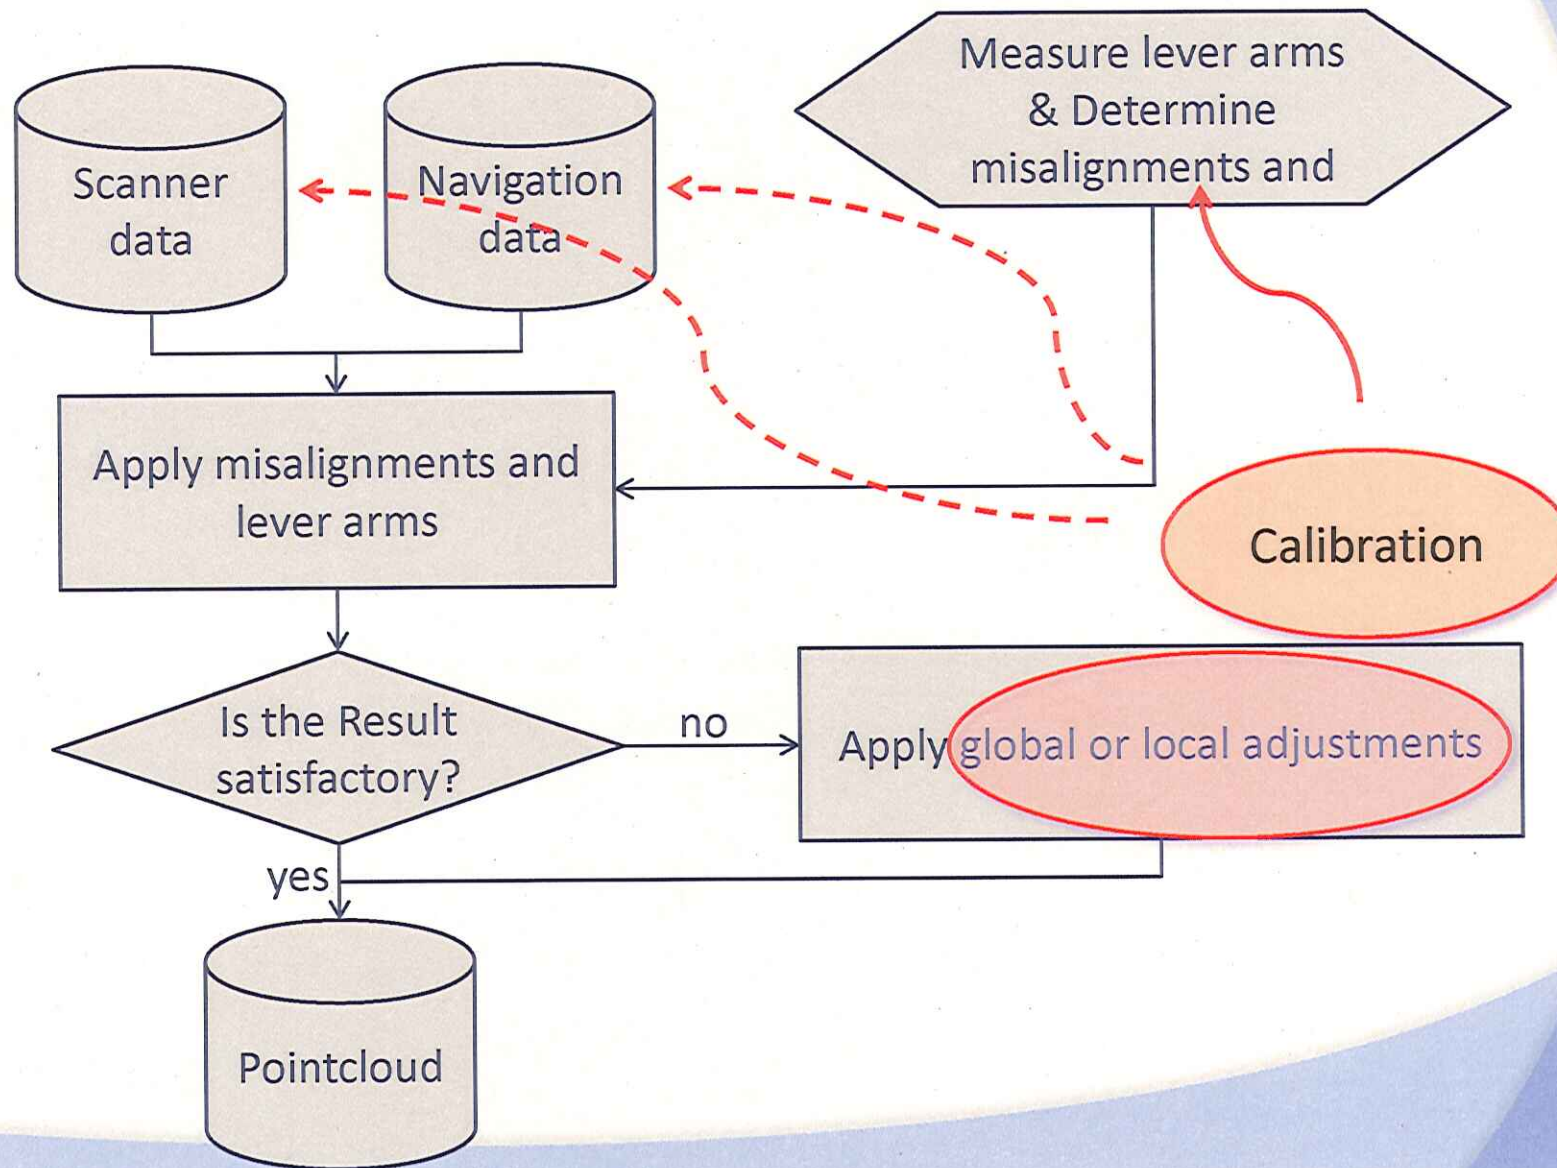 Measure lever arms
& Determine
misalignments and
Scanner
data
Navigation
data
Apply misalignments and
lever arms
Calibration
Is the Result
satisfactory?
no
Apply global or local adjustments
yes
Pointcloud